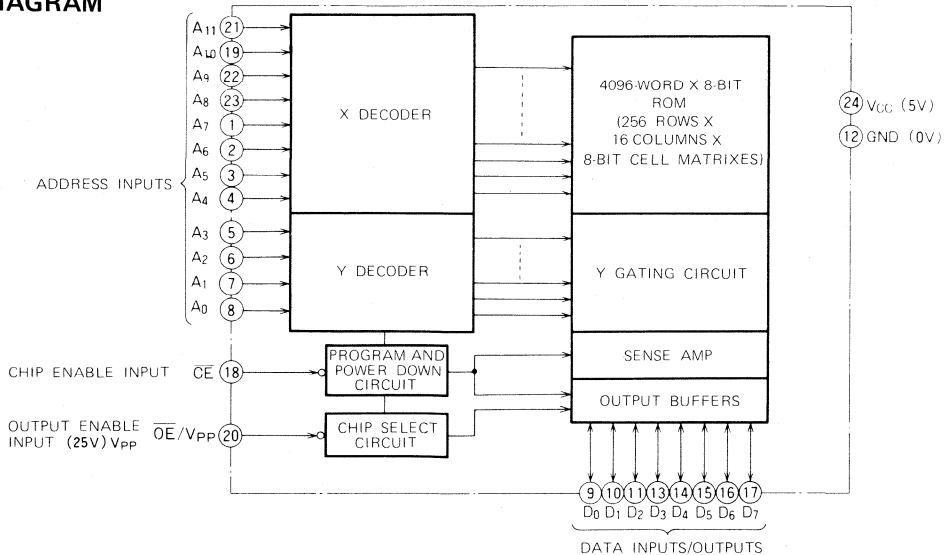 DIAGRAM
A11 21
A10 19
A9 22
A8 23
A7 1
A6 2
A5 3
A4 4
A3 5
A2 6
A1 7
A0 8
ADDRESS INPUTS
X DECODER
Y DECODER
4096-WORD X 8-BIT
ROM
(256 ROWS X
16 COLUMNS X
8-BIT CELL MATRIXES)
Y GATING CIRCUIT
SENSE AMP
OUTPUT BUFFERS
24 VCC (5V)
12 GND (0V)
CHIP ENABLE INPUT C̅E̅ 18
PROGRAM AND
POWER DOWN
CIRCUIT
OUTPUT ENABLE
INPUT (25V) VPP
O̅E̅/VPP 20
CHIP SELECT
CIRCUIT
9 10 11 13 14 15 16 17
D0 D1 D2 D3 D4 D5 D6 D7
DATA INPUTS/OUTPUTS